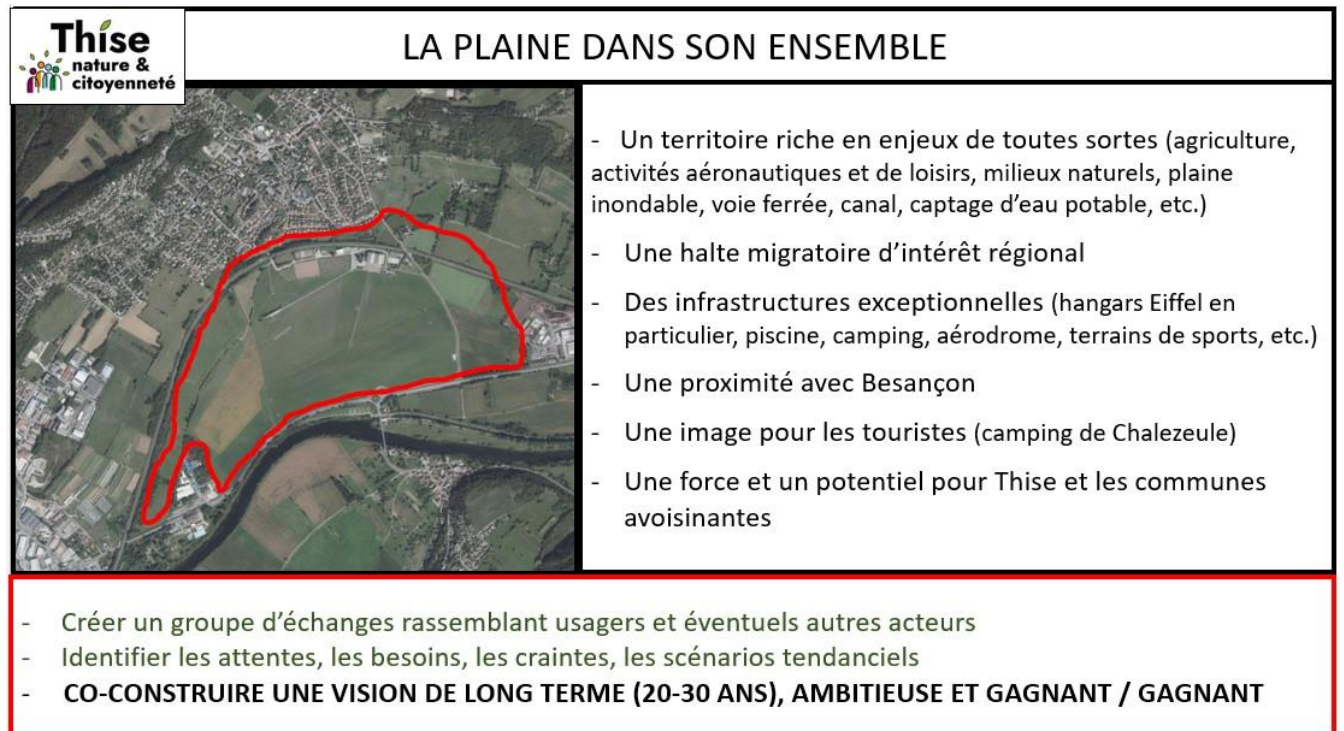 Thise
nature &
citoyenneté
LA PLAINE DANS SON ENSEMBLE
- Un territoire riche en enjeux de toutes sortes (agriculture,
activités aéronautiques et de loisirs, milieux naturels, plaine
inondable, voie ferrée, canal, captage d'eau potable, etc.)
- Une halte migratoire d'intérêt régional
- Des infrastructures exceptionnelles (hangars Eiffel en
particulier, piscine, camping, aérodrome, terrains de sports, etc.)
- Une proximité avec Besançon
- Une image pour les touristes (camping de Chalezeule)
- Une force et un potentiel pour Thise et les communes
avoisinantes
- Créer un groupe d'échanges rassemblant usagers et éventuels autres acteurs
- Identifier les attentes, les besoins, les craintes, les scénarios tendanciels
- CO-CONSTRUIRE UNE VISION DE LONG TERME (20-30 ANS), AMBITIEUSE ET GAGNANT / GAGNANT